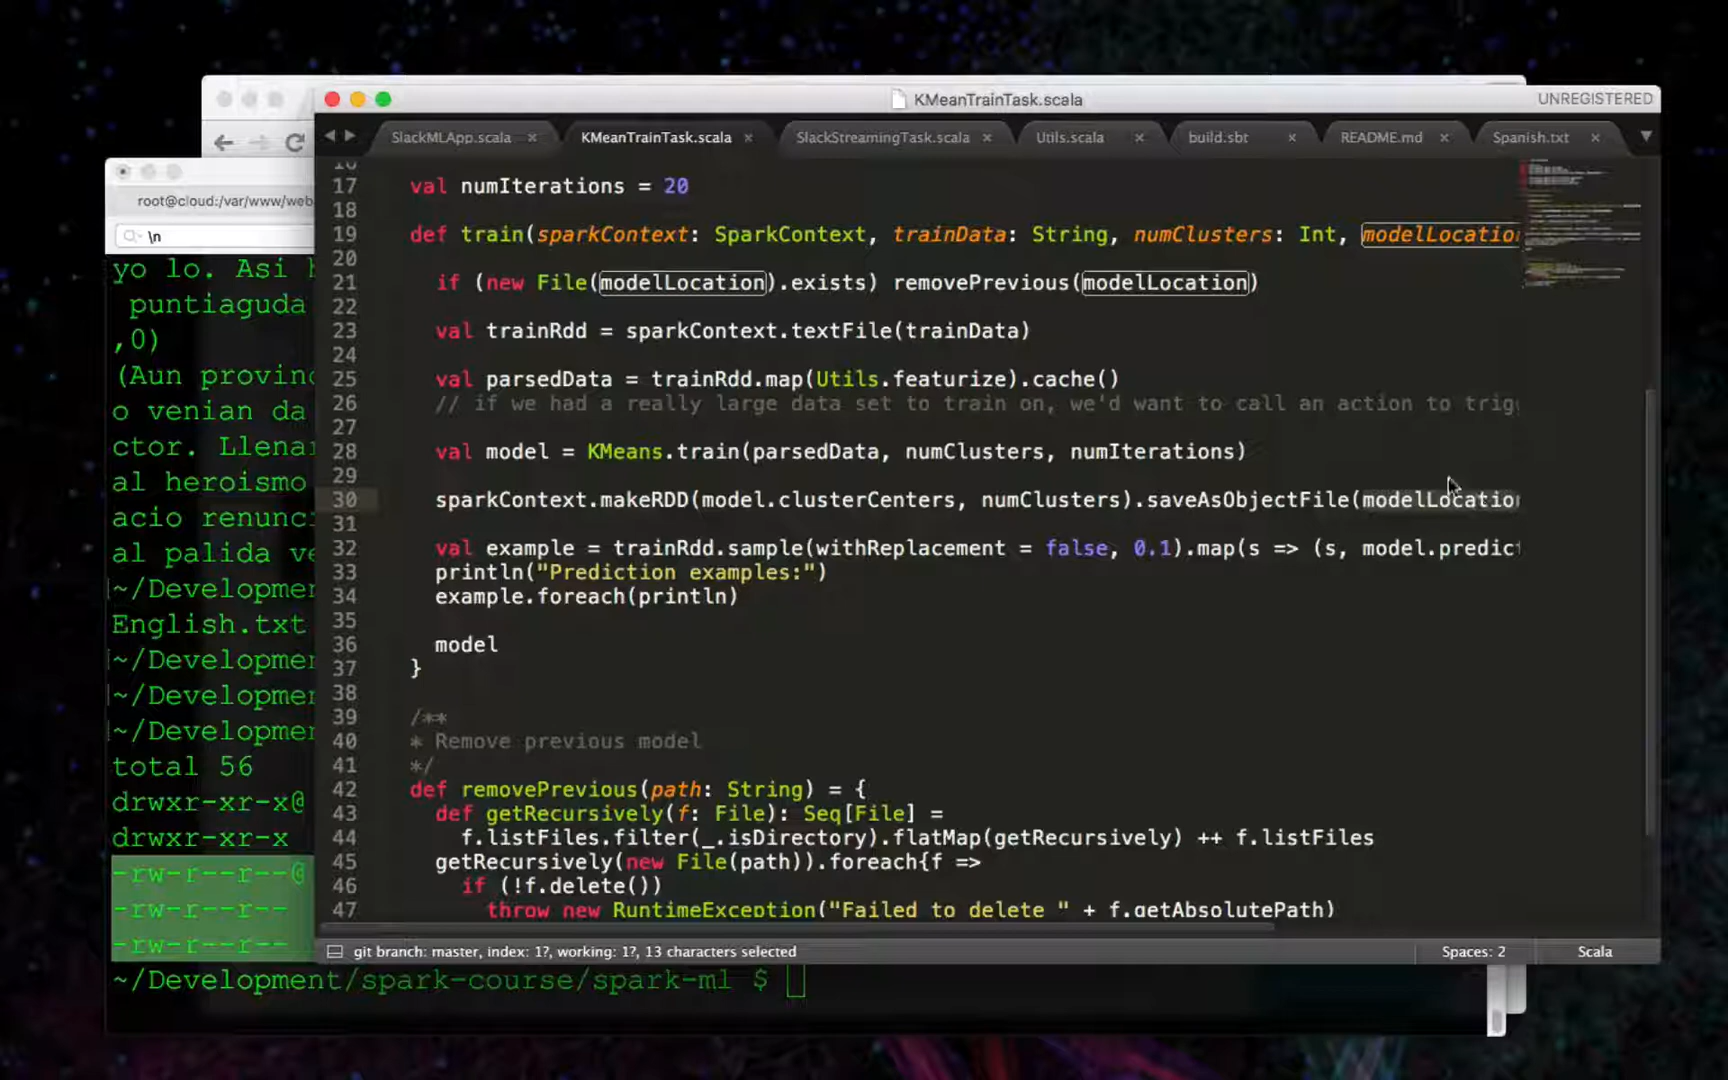 KMeanTrainTask.scala
UNREGISTERED
SlackMLApp.scala × KMeanTrainTask.scala × SlackStreamingTask.scala × Utils.scala × build.sbt × README.md × Spanish.txt ×
root@cloud:/var/www/web
\n
yo lo. Asi
puntiaguda
,0)
(Aun provin
o venian da
ctor. Llena
al heroismo
acio renunc
al palida ve
~/Developme
English.txt
~/Developme
~/Developme
~/Developme
total 56
drwxr-xr-x@
drwxr-xr-x
-rw-r--r--@
-rw-r--r--
-rw-r--r--
~/Development/spark-course/spark-ml $
17 val numIterations = 20
18
19 def train(sparkContext: SparkContext, trainData: String, numClusters: Int, modelLocatio
20
21 if (new File(modelLocation).exists) removePrevious(modelLocation)
22
23 val trainRdd = sparkContext.textFile(trainData)
24
25 val parsedData = trainRdd.map(Utils.featurize).cache()
26 // if we had a really large data set to train on, we'd want to call an action to trig
27
28 val model = KMeans.train(parsedData, numClusters, numIterations)
29
30 sparkContext.makeRDD(model.clusterCenters, numClusters).saveAsObjectFile(modelLocatio
31
32 val example = trainRdd.sample(withReplacement = false, 0.1).map(s => (s, model.predic
33 println("Prediction examples:")
34 example.foreach(println)
35
36 model
37 }
38
39 /**
40 * Remove previous model
41 */
42 def removePrevious(path: String) = {
43 def getRecursively(f: File): Seq[File] =
44 f.listFiles.filter(_.isDirectory).flatMap(getRecursively) ++ f.listFiles
45 getRecursively(new File(path)).foreach{f =>
46 if (!f.delete())
47 throw new RuntimeException("Failed to delete " + f.getAbsolutePath)
git branch: master, index: 1?, working: 1?, 13 characters selected
Spaces: 2
Scala